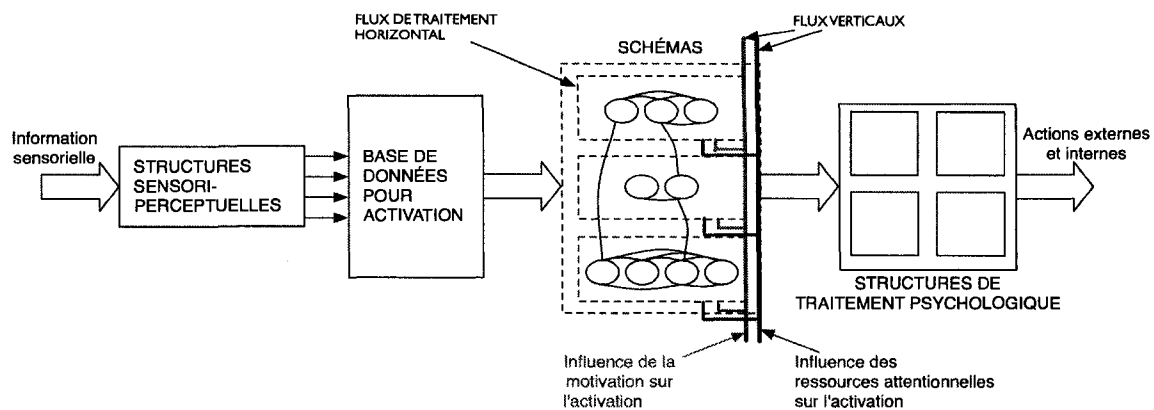 FLUX DE TRAITEMENT
HORIZONTAL
FLUX VERTICAUX
SCHÉMAS
Information
sensorielle
STRUCTURES
SENSORI-
PERCEPTUELLES
BASE DE
DONNÉES
POUR
ACTIVATION
Actions externes
et internes
STRUCTURES DE
TRAITEMENT PSYCHOLOGIQUE
Influence de la
motivation sur
l'activation
Influence des
ressources attentionnelles
sur l'activation